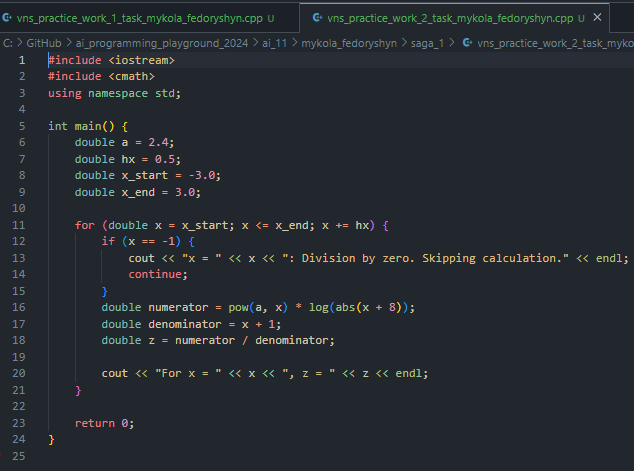 vns_practice_work_1_task_mykola_fedoryshyn.cpp U
vns_practice_work_2_task_mykola_fedoryshyn.cpp U ×
C: > GitHub > ai_programming_playground_2024 > ai_11 > mykola_fedoryshyn > saga_1 > vns_practice_work_2_task_myko
1 #include <iostream>
2 #include <cmath>
3 using namespace std;
4
5 int main() {
6     double a = 2.4;
7     double hx = 0.5;
8     double x_start = -3.0;
9     double x_end = 3.0;
10
11     for (double x = x_start; x <= x_end; x += hx) {
12         if (x == -1) {
13             cout << "x = " << x << ": Division by zero. Skipping calculation." << endl;
14             continue;
15         }
16         double numerator = pow(a, x) * log(abs(x + 8));
17         double denominator = x + 1;
18         double z = numerator / denominator;
19
20         cout << "For x = " << x << ", z = " << z << endl;
21     }
22
23     return 0;
24 }
25